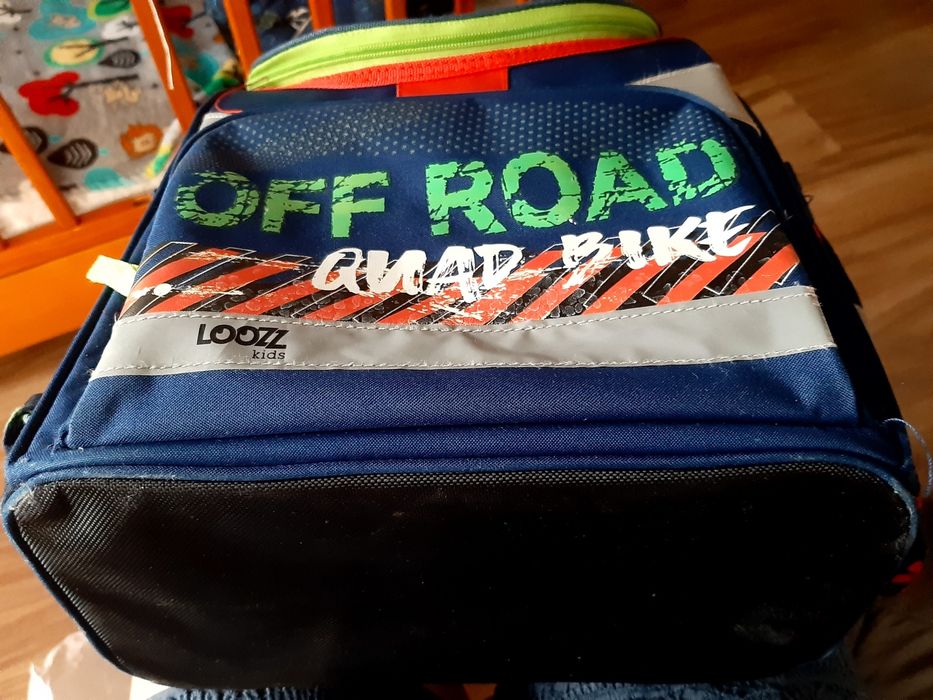 OFF ROAD
QUAD BIKE
LOOZZ
kids